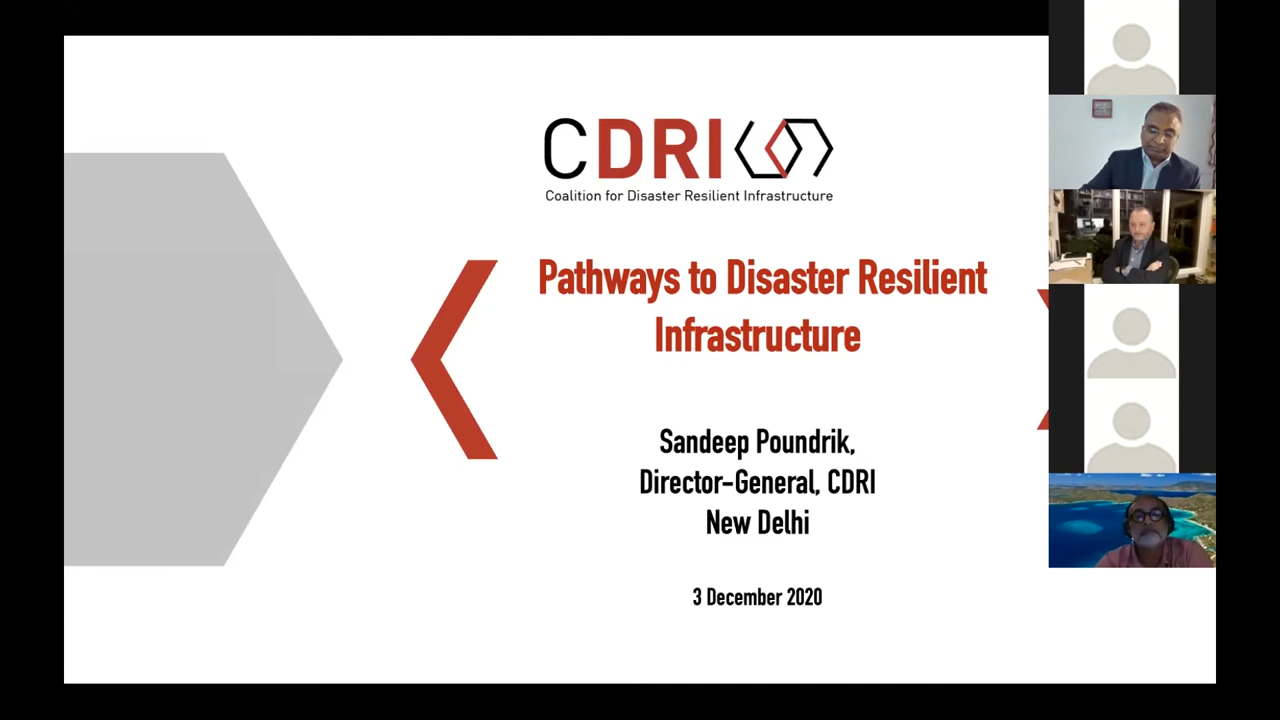 CDRI
Coalition for Disaster Resilient Infrastructure
Pathways to Disaster Resilient
Infrastructure
Sandeep Poundrik,
Director-General, CDRI
New Delhi
3 December 2020